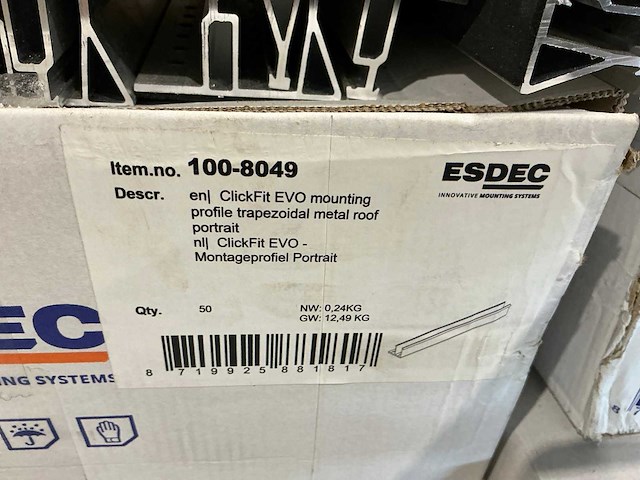 Item.no. 100-8049
ESDEC
INNOVATIVE MOUNTING SYSTEMS
Descr. en| ClickFit EVO mounting
profile trapezoidal metal roof
portrait
nl| ClickFit EVO -
Montageprofiel Portrait
Qty. 50 NW: 0,24KG
GW: 12,49 KG
8 719925 881817
EC
NG SYSTEMS